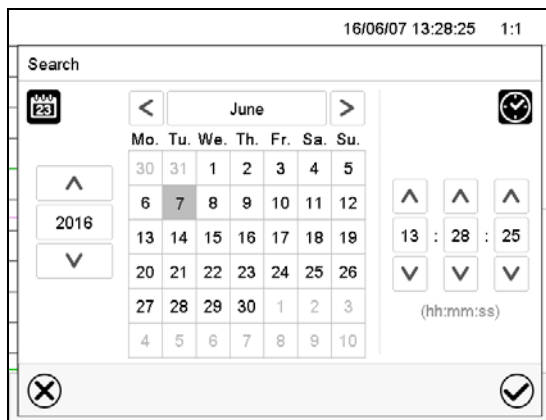 16/06/07 13:28:25 1:1
Search
23
< June >
Mo. Tu. We. Th. Fr. Sa. Su.
30 31 1 2 3 4 5
6 7 8 9 10 11 12
13 14 15 16 17 18 19
20 21 22 23 24 25 26
27 28 29 30 1 2 3
4 5 6 7 8 9 10
2016
13 : 28 : 25
(hh:mm:ss)